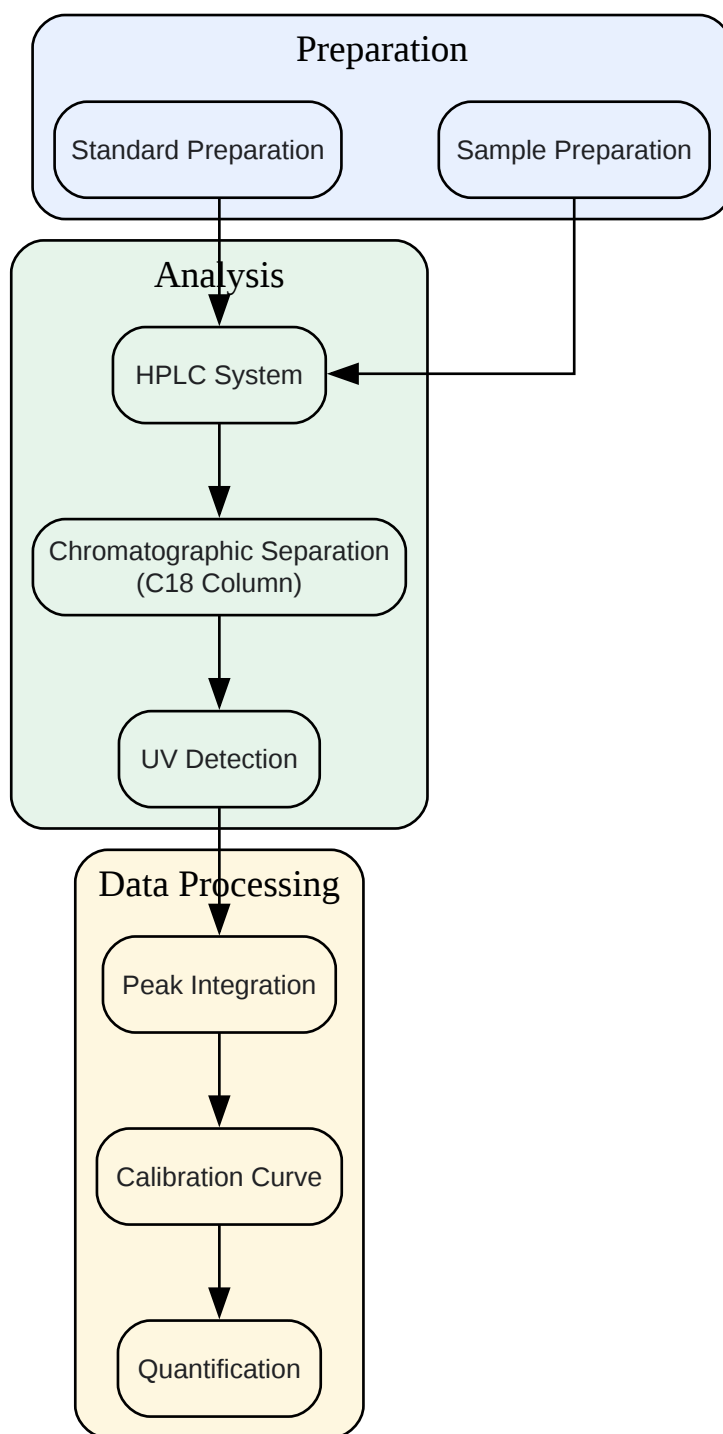 Preparation
Standard Preparation
Sample Preparation
Analysis
HPLC System
Chromatographic Separation
(C18 Column)
UV Detection
Data Processing
Peak Integration
Calibration Curve
Quantification